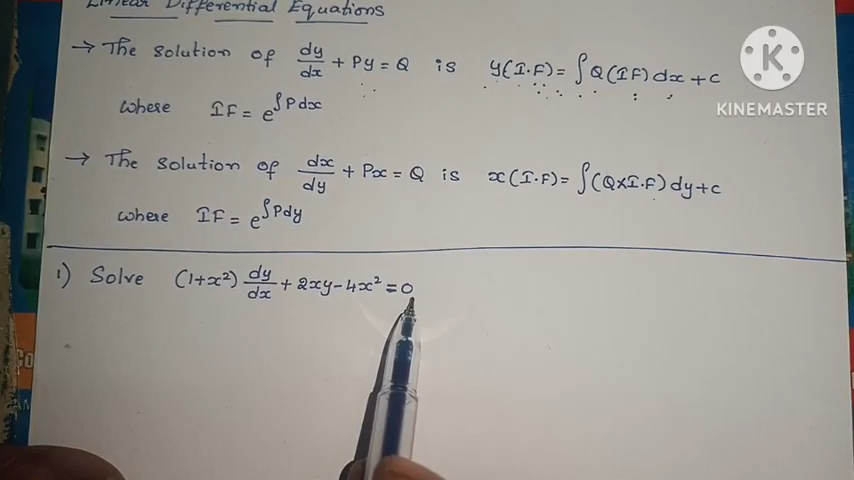 Linear Differential Equations
→ The solution of dy/dx + Py = Q is y(I.F) = ∫Q(IF)dx + c
where IF = e^∫Pdx
→ The solution of dx/dy + Px = Q is x(I.F) = ∫(Q×I.F)dy + c
where IF = e^∫Pdy
1) Solve (1+x²) dy/dx + 2xy - 4x² = 0
K
KINEMASTER